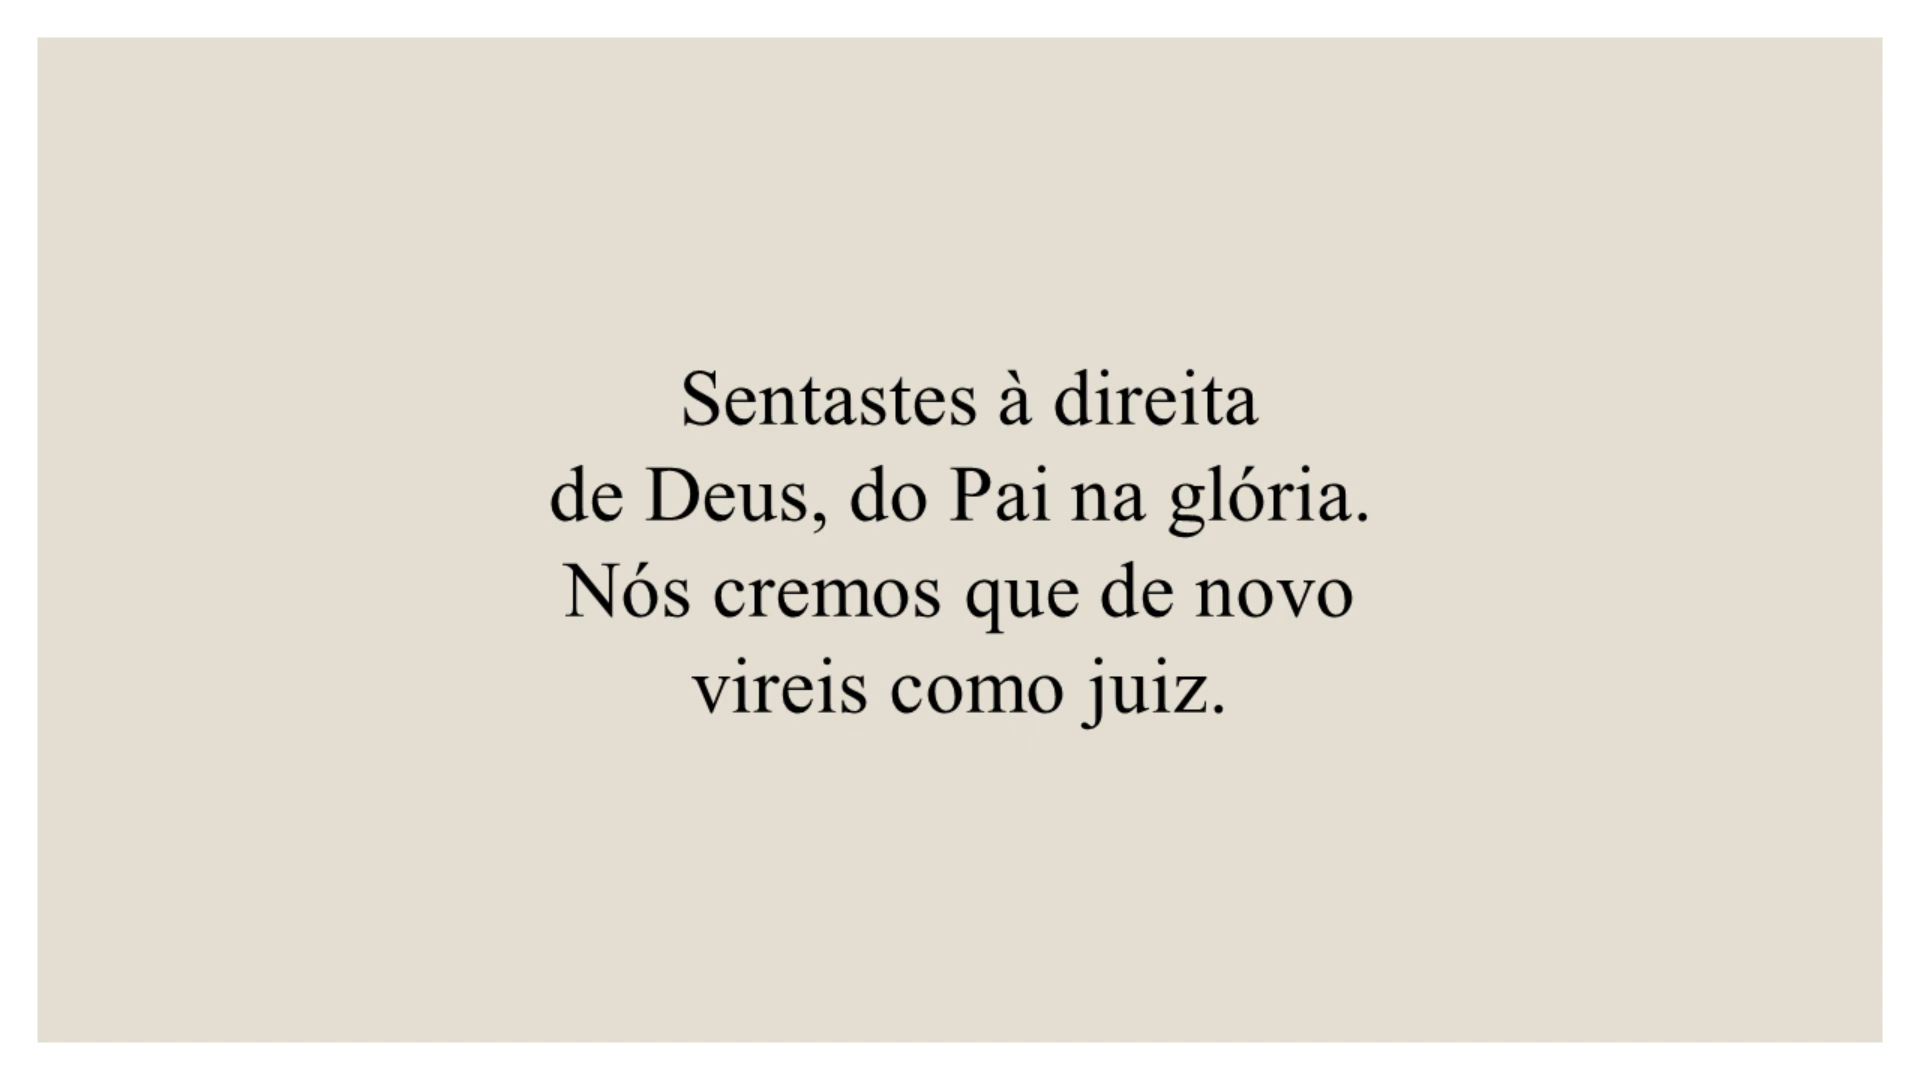 Sentastes à direita
de Deus, do Pai na glória.
Nós cremos que de novo
vireis como juiz.